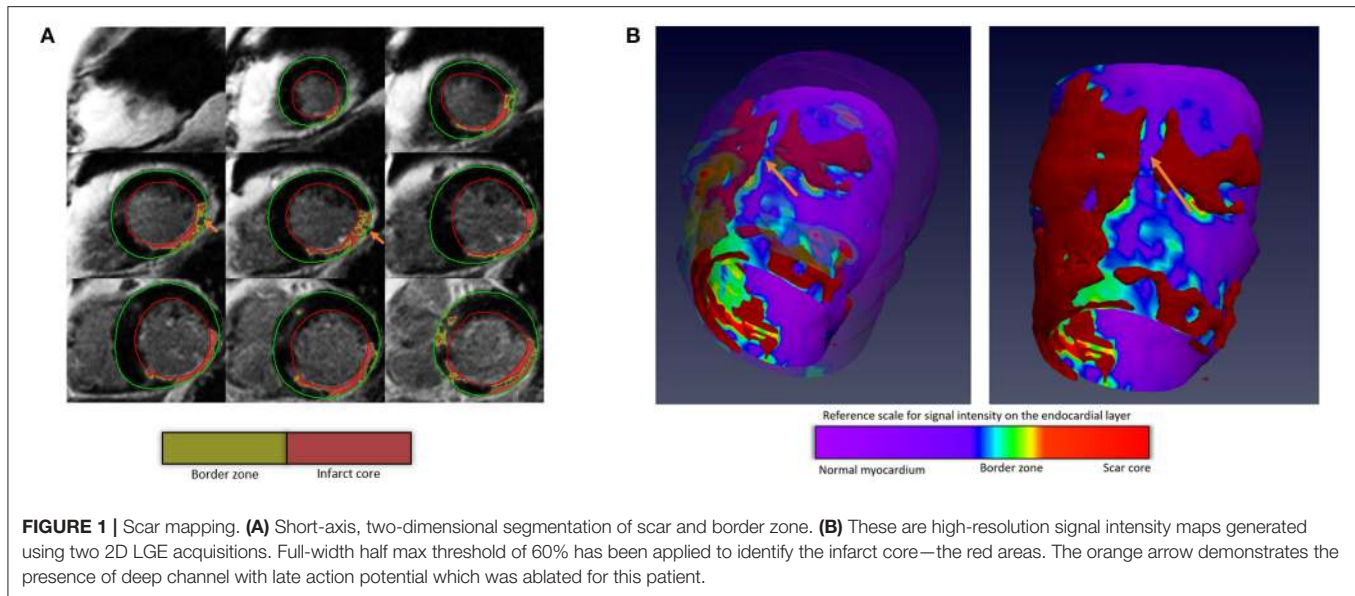 A
B
Border zone
Infarct core
Reference scale for signal intensity on the endocardial layer
Normal myocardium
Border zone
Scar core
FIGURE 1 | Scar mapping. (A) Short-axis, two-dimensional segmentation of scar and border zone. (B) These are high-resolution signal intensity maps generated
using two 2D LGE acquisitions. Full-width half max threshold of 60% has been applied to identify the infarct core—the red areas. The orange arrow demonstrates the
presence of deep channel with late action potential which was ablated for this patient.